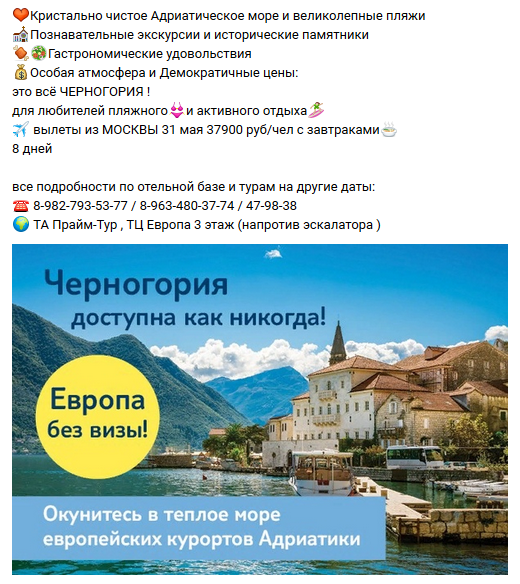 ❤Кристально чистое Адриатическое море и великолепные пляжи
Познавательные экскурсии и исторические памятники
Гастрономические удовольствия
💰Особая атмосфера и Демократичные цены:
это всё ЧЕРНОГОРИЯ !
для любителей пляжного👙и активного отдыха🏄
✈ вылеты из МОСКВЫ 31 мая 37900 руб/чел с завтраками☕
8 дней
все подробности по отельной базе и турам на другие даты:
☎ 8-982-793-53-77 / 8-963-480-37-74 / 47-98-38
🌍 ТА Прайм-Тур , ТЦ Европа 3 этаж (напротив эскалатора )
Черногория
доступна как никогда!
Европа
без визы!
Окунитесь в теплое море
европейских курортов Адриатики